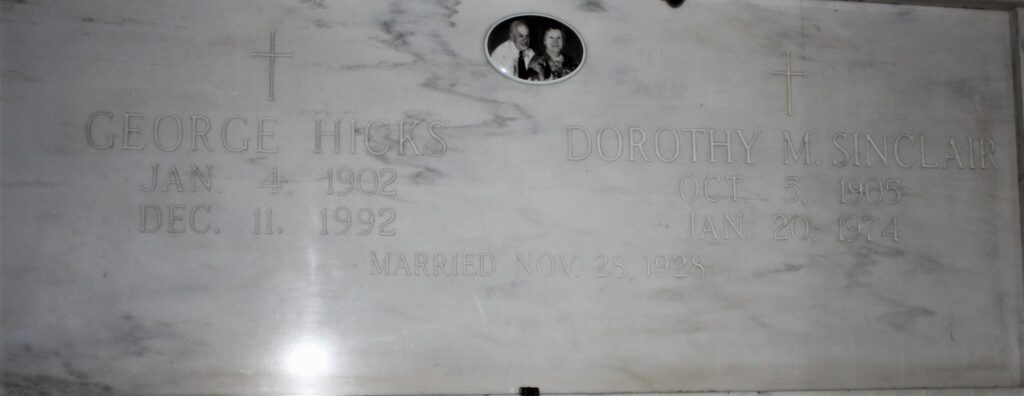 GEORGE HICKS
JAN. 4, 1902
DEC. 11, 1992
DOROTHY M. SINCLAIR
OCT. 5, 1905
JAN. 20, 1974
MARRIED NOV. 28, 1928